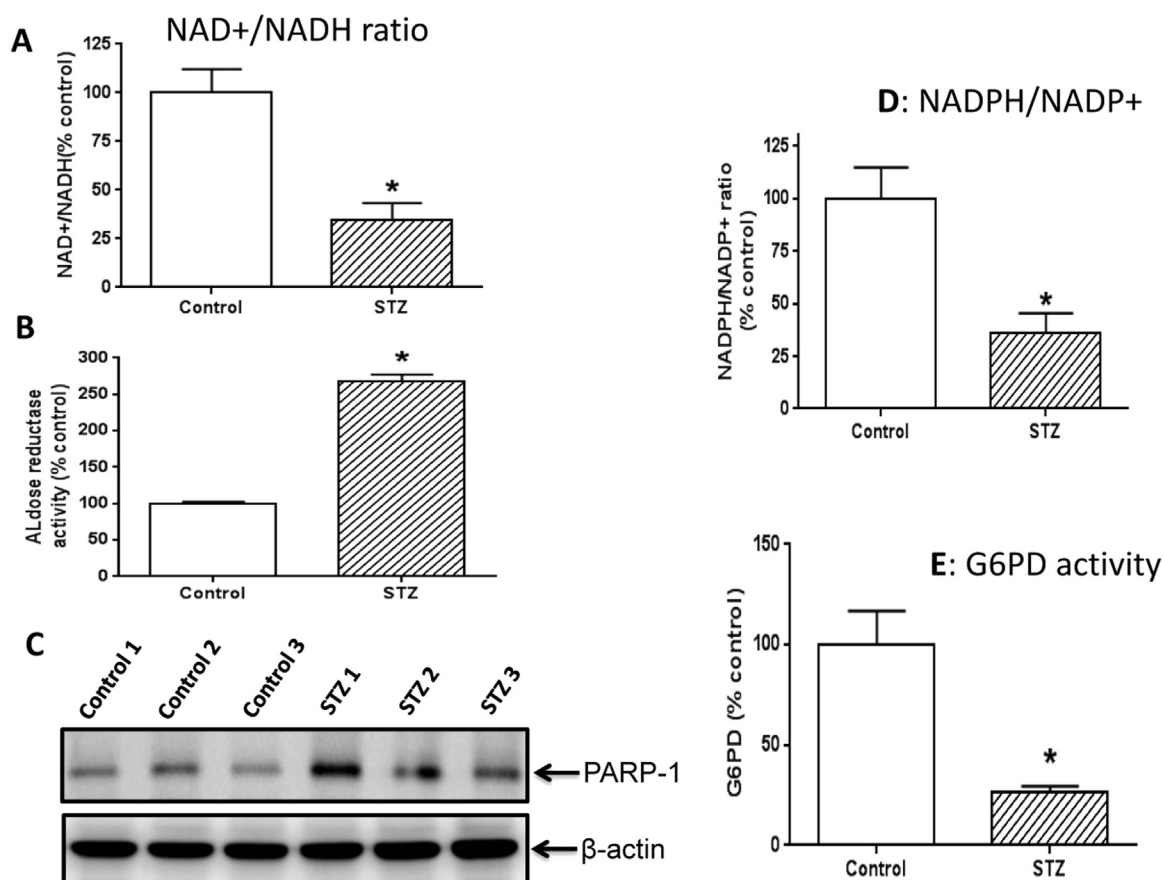 A
NAD+/NADH ratio
NAD+/NADH(% control)
125
100
75
50
25
0
*
Control
STZ
B
ALdose reductase
activity (% control)
300
250
200
150
100
50
0
*
Control
STZ
C
Control 1
Control 2
Control 3
STZ 1
STZ 2
STZ 3
PARP-1
β-actin
D: NADPH/NADP+
NADPH/NADP+ ratio
(% control)
125
100
75
50
25
0
*
Control
STZ
E: G6PD activity
G6PD (% control)
150
100
50
0
*
Control
STZ